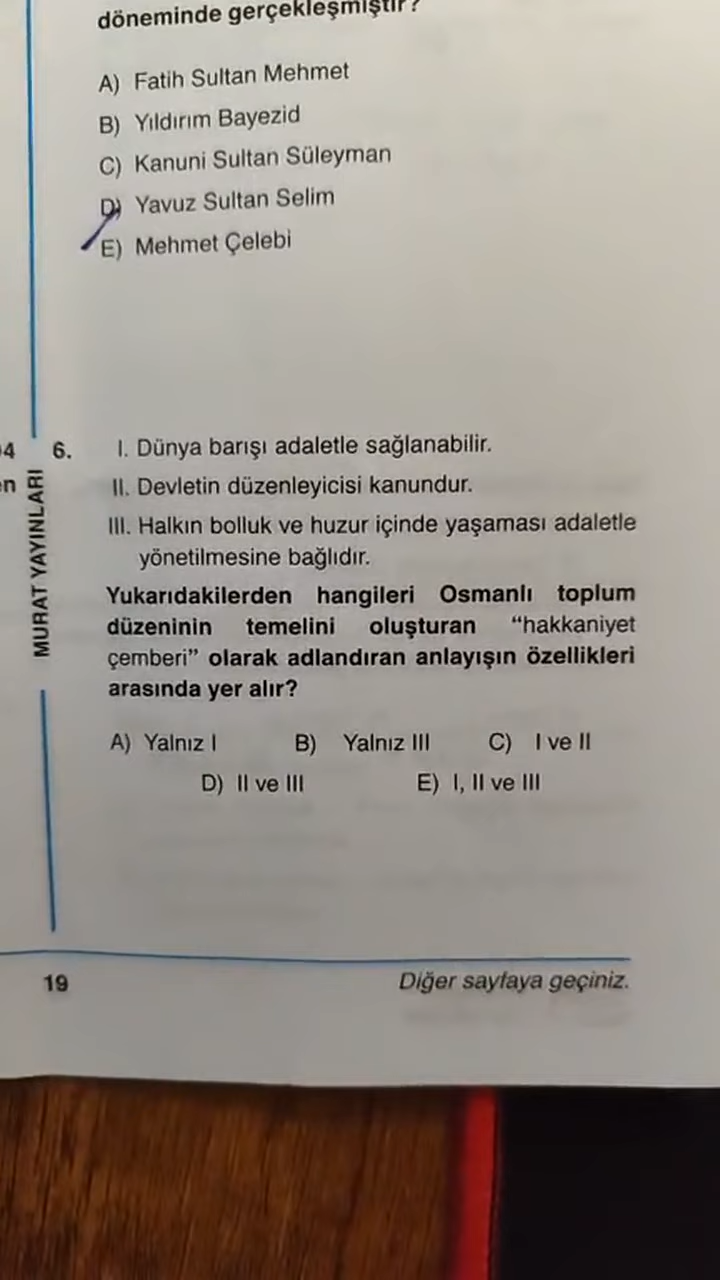 döneminde gerçekleşmiştir?
A) Fatih Sultan Mehmet
B) Yıldırım Bayezid
C) Kanuni Sultan Süleyman
D) Yavuz Sultan Selim
E) Mehmet Çelebi
4
en
MURAT YAYINLARI
6. I. Dünya barışı adaletle sağlanabilir.
II. Devletin düzenleyicisi kanundur.
III. Halkın bolluk ve huzur içinde yaşaması adaletle
yönetilmesine bağlıdır.
Yukarıdakilerden hangileri Osmanlı toplum
düzeninin temelini oluşturan “hakkaniyet
çemberi” olarak adlandıran anlayışın özellikleri
arasında yer alır?
A) Yalnız I B) Yalnız III C) I ve II
D) II ve III E) I, II ve III
19 Diğer sayfaya geçiniz.